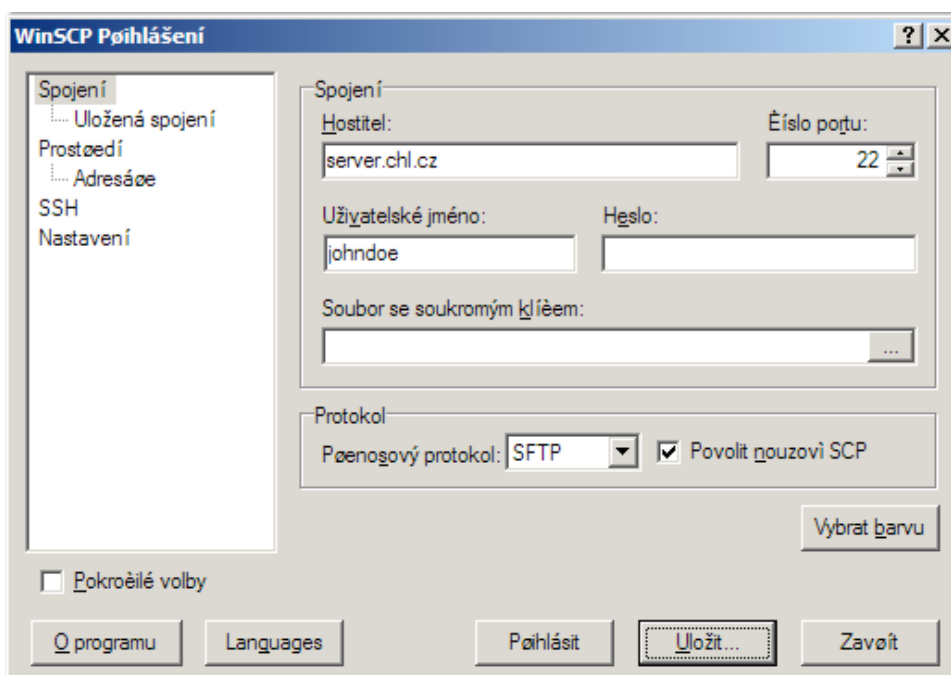 WinSCP Pøihlášení
Spojení
Uložená spojení
Prostøedí
Adresáøe
SSH
Nastavení
Spojení
Hostitel:
Èíslo portu:
server.chl.cz
22
Uživatelské jméno:
Heslo:
johndoe
Soubor se soukromým klíèem:
...
Protokol
Pøenosový protokol: SFTP
Povolit nouzovì SCP
Vybrat barvu
Pokroèilé volby
O programu
Languages
Pøihlásit
Uložit...
Zavøít